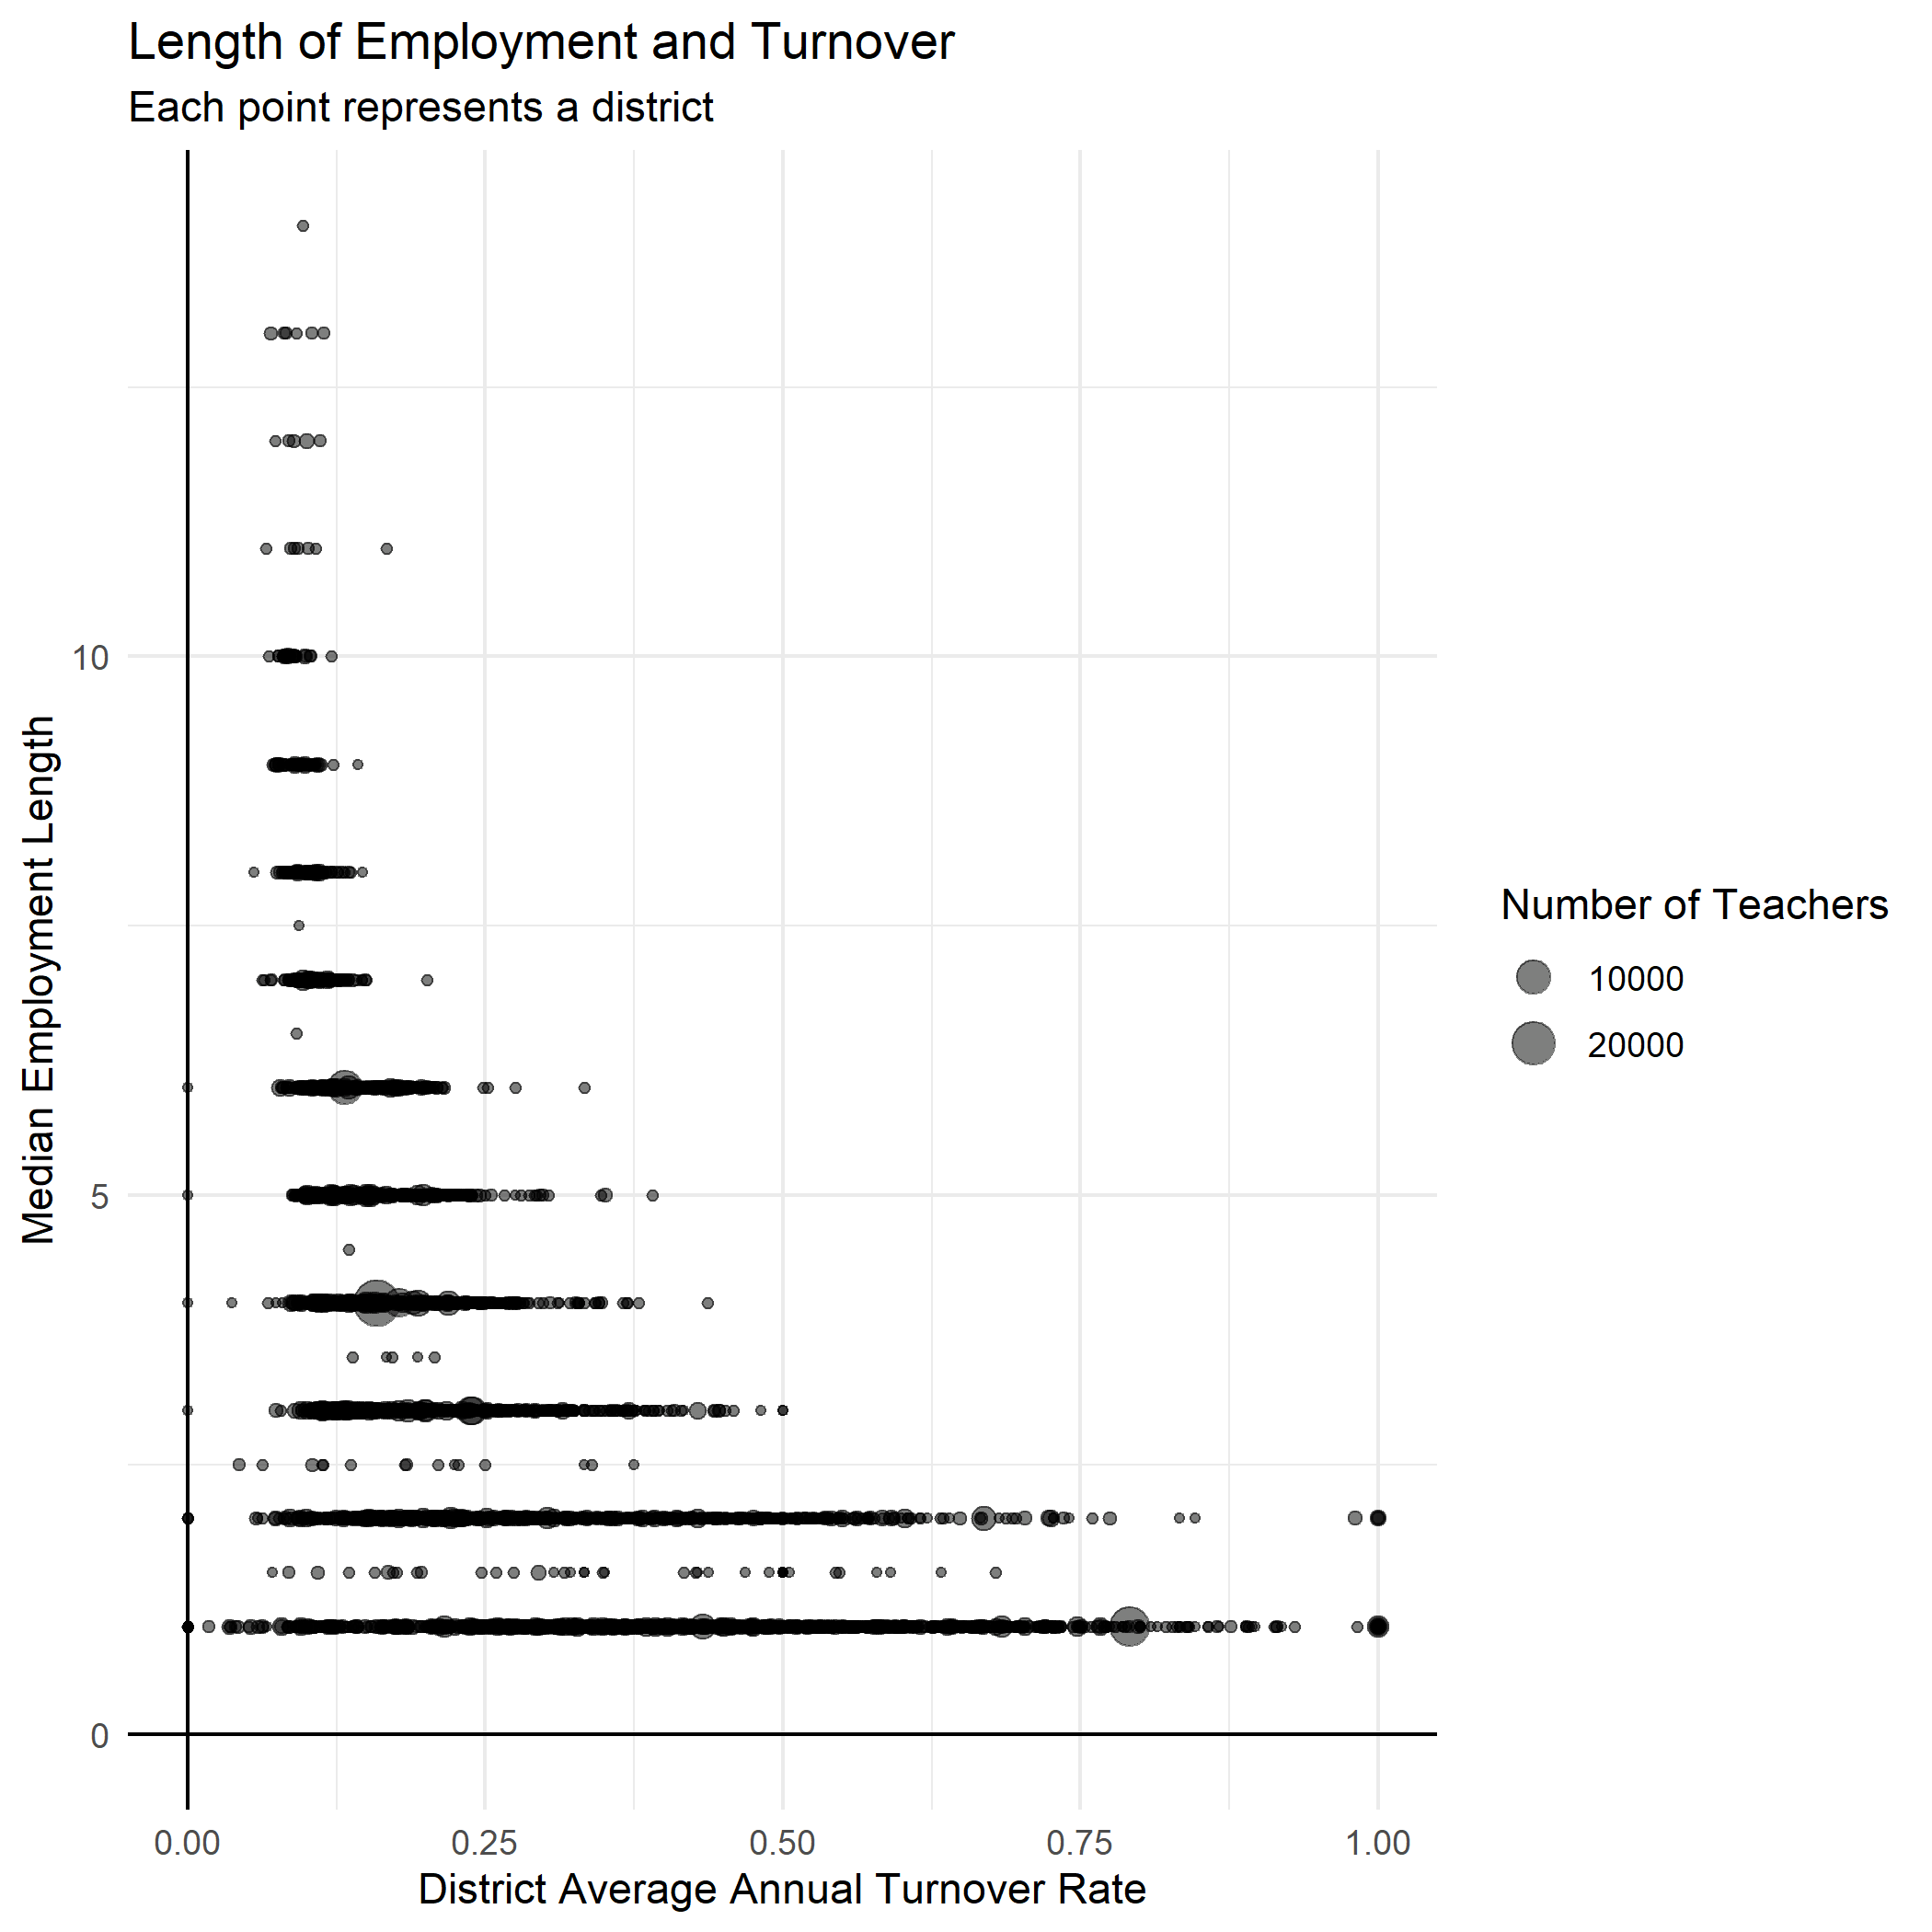 Length of Employment and Turnover
Each point represents a district
10
5
0
Median Employment Length
0.00 0.25 0.50 0.75 1.00
District Average Annual Turnover Rate
Number of Teachers
10000
20000